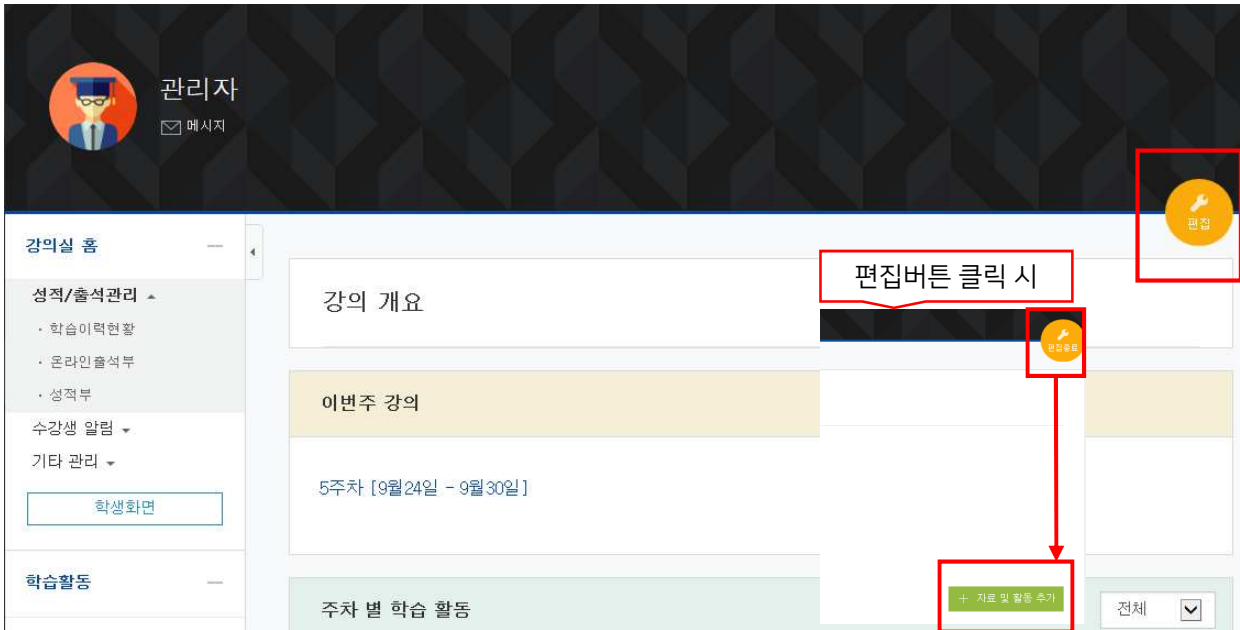 관리자
메시지
편집
강의실 홈
성적/출석관리
· 학습이력현황
· 온라인출석부
· 성적부
수강생 알림
기타 관리
학생화면
학습활동
강의 개요
편집버튼 클릭 시
편집종료
이번주 강의
5주차 [9월24일 - 9월30일]
+ 자료 및 활동 추가
주차 별 학습 활동
전체